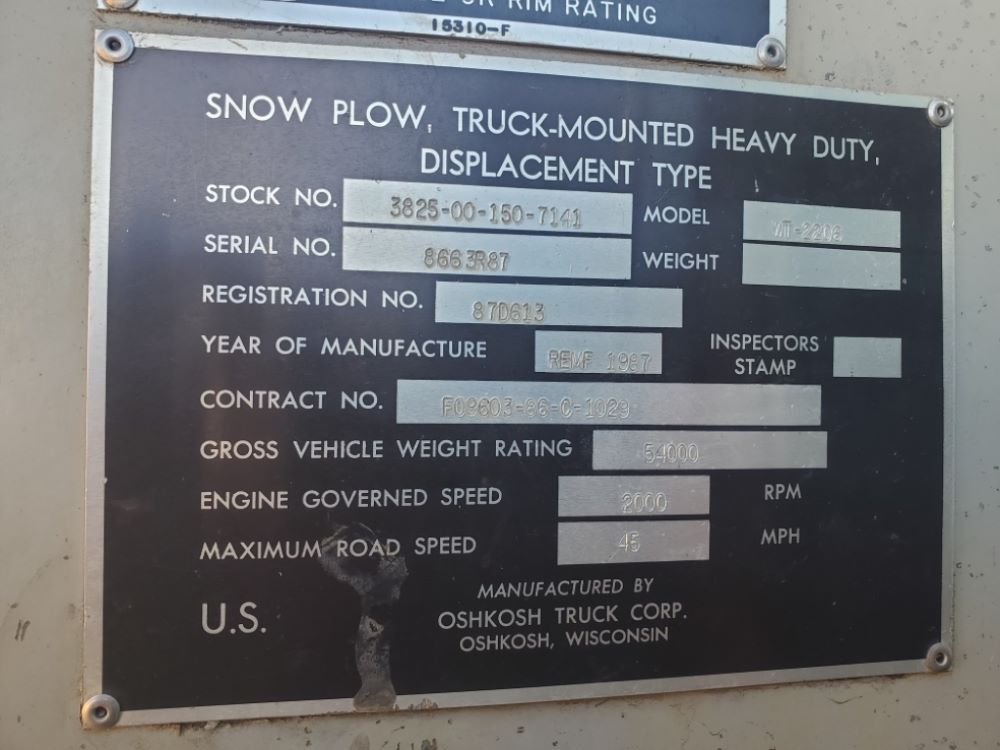 OR RIM RATING
15310-F
SNOW PLOW, TRUCK-MOUNTED HEAVY DUTY,
DISPLACEMENT TYPE
STOCK NO. 3825-00-150-7141 MODEL WT-2206
SERIAL NO. 8663R87 WEIGHT
REGISTRATION NO. 87D613
YEAR OF MANUFACTURE REMF 1987 INSPECTORS
STAMP
CONTRACT NO. F09603-86-C-1029
GROSS VEHICLE WEIGHT RATING 54000
ENGINE GOVERNED SPEED 2000 RPM
MAXIMUM ROAD SPEED 45 MPH
U.S.
MANUFACTURED BY
OSHKOSH TRUCK CORP.
OSHKOSH, WISCONSIN